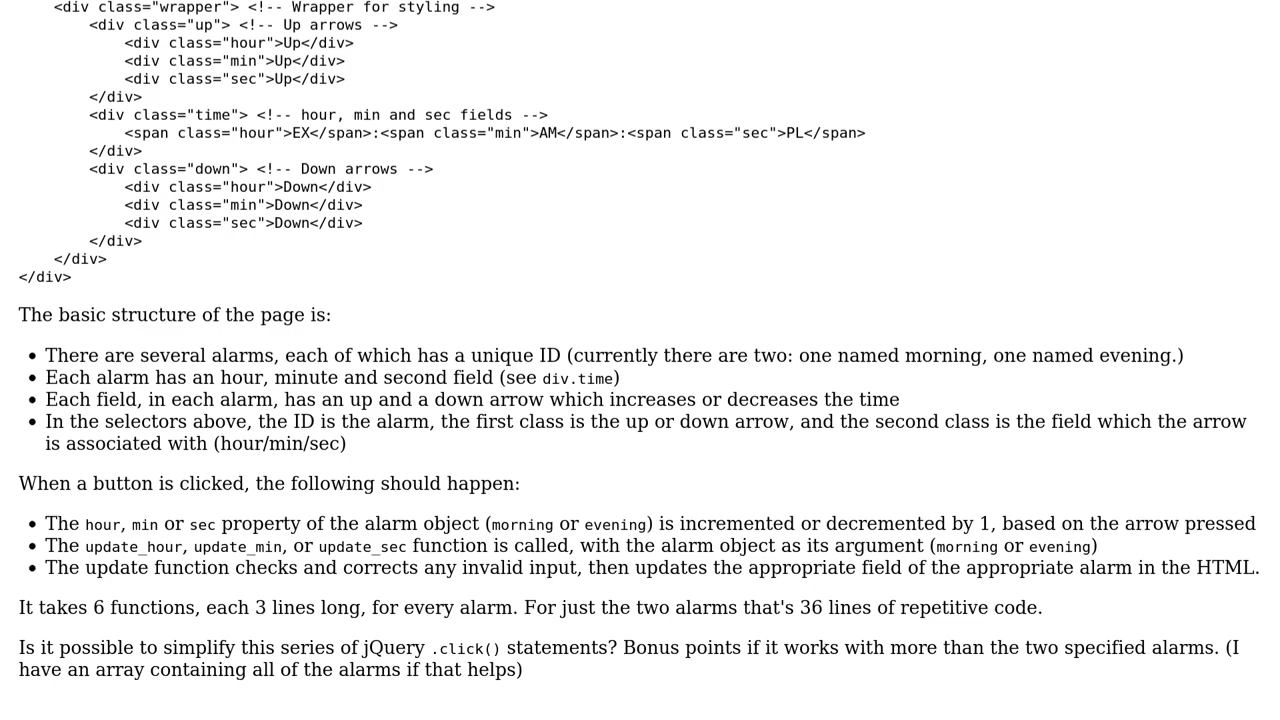 <div class="wrapper"> <!-- Wrapper for styling -->
<div class="up"> <!-- Up arrows -->
<div class="hour">Up</div>
<div class="min">Up</div>
<div class="sec">Up</div>
</div>
<div class="time"> <!-- hour, min and sec fields -->
<span class="hour">EX</span>:<span class="min">AM</span>:<span class="sec">PL</span>
</div>
<div class="down"> <!-- Down arrows -->
<div class="hour">Down</div>
<div class="min">Down</div>
<div class="sec">Down</div>
</div>
</div>
</div>
The basic structure of the page is:
• There are several alarms, each of which has a unique ID (currently there are two: one named morning, one named evening.)
• Each alarm has an hour, minute and second field (see div.time)
• Each field, in each alarm, has an up and a down arrow which increases or decreases the time
• In the selectors above, the ID is the alarm, the first class is the up or down arrow, and the second class is the field which the arrow
is associated with (hour/min/sec)
When a button is clicked, the following should happen:
• The hour, min or sec property of the alarm object (morning or evening) is incremented or decremented by 1, based on the arrow pressed
• The update_hour, update_min, or update_sec function is called, with the alarm object as its argument (morning or evening)
• The update function checks and corrects any invalid input, then updates the appropriate field of the appropriate alarm in the HTML.
It takes 6 functions, each 3 lines long, for every alarm. For just the two alarms that's 36 lines of repetitive code.
Is it possible to simplify this series of jQuery .click() statements? Bonus points if it works with more than the two specified alarms. (I
have an array containing all of the alarms if that helps)